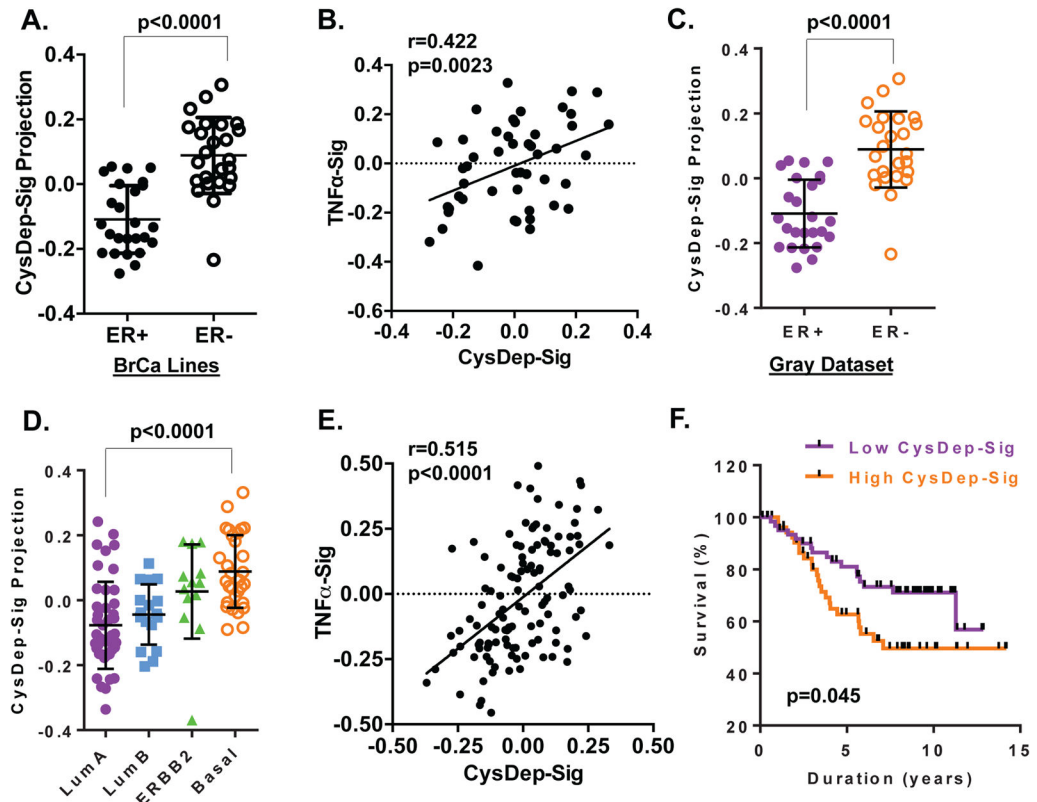 A.
p<0.0001
CysDep-Sig Projection
0.4
0.2
0.0
-0.2
-0.4
ER+
ER-
BrCa Lines
B.
r=0.422
p=0.0023
TNFα-Sig
0.4
0.2
0.0
-0.2
-0.4
-0.6
-0.4
-0.2
0.0
0.2
0.4
CysDep-Sig
C.
p<0.0001
CysDep-Sig Projection
0.4
0.2
0.0
-0.2
-0.4
ER+
ER-
Gray Dataset
D.
p<0.0001
CysDep-Sig Projection
0.4
0.2
0.0
-0.2
-0.4
LumA
LumB
ERBB2
Basal
E.
r=0.515
p<0.0001
TNFα-Sig
0.50
0.25
0.00
-0.25
-0.50
-0.50
-0.25
0.00
0.25
0.50
CysDep-Sig
F.
Low CysDep-Sig
High CysDep-Sig
Survival (%)
120
100
80
60
40
20
p=0.045
0
5
10
15
Duration (years)